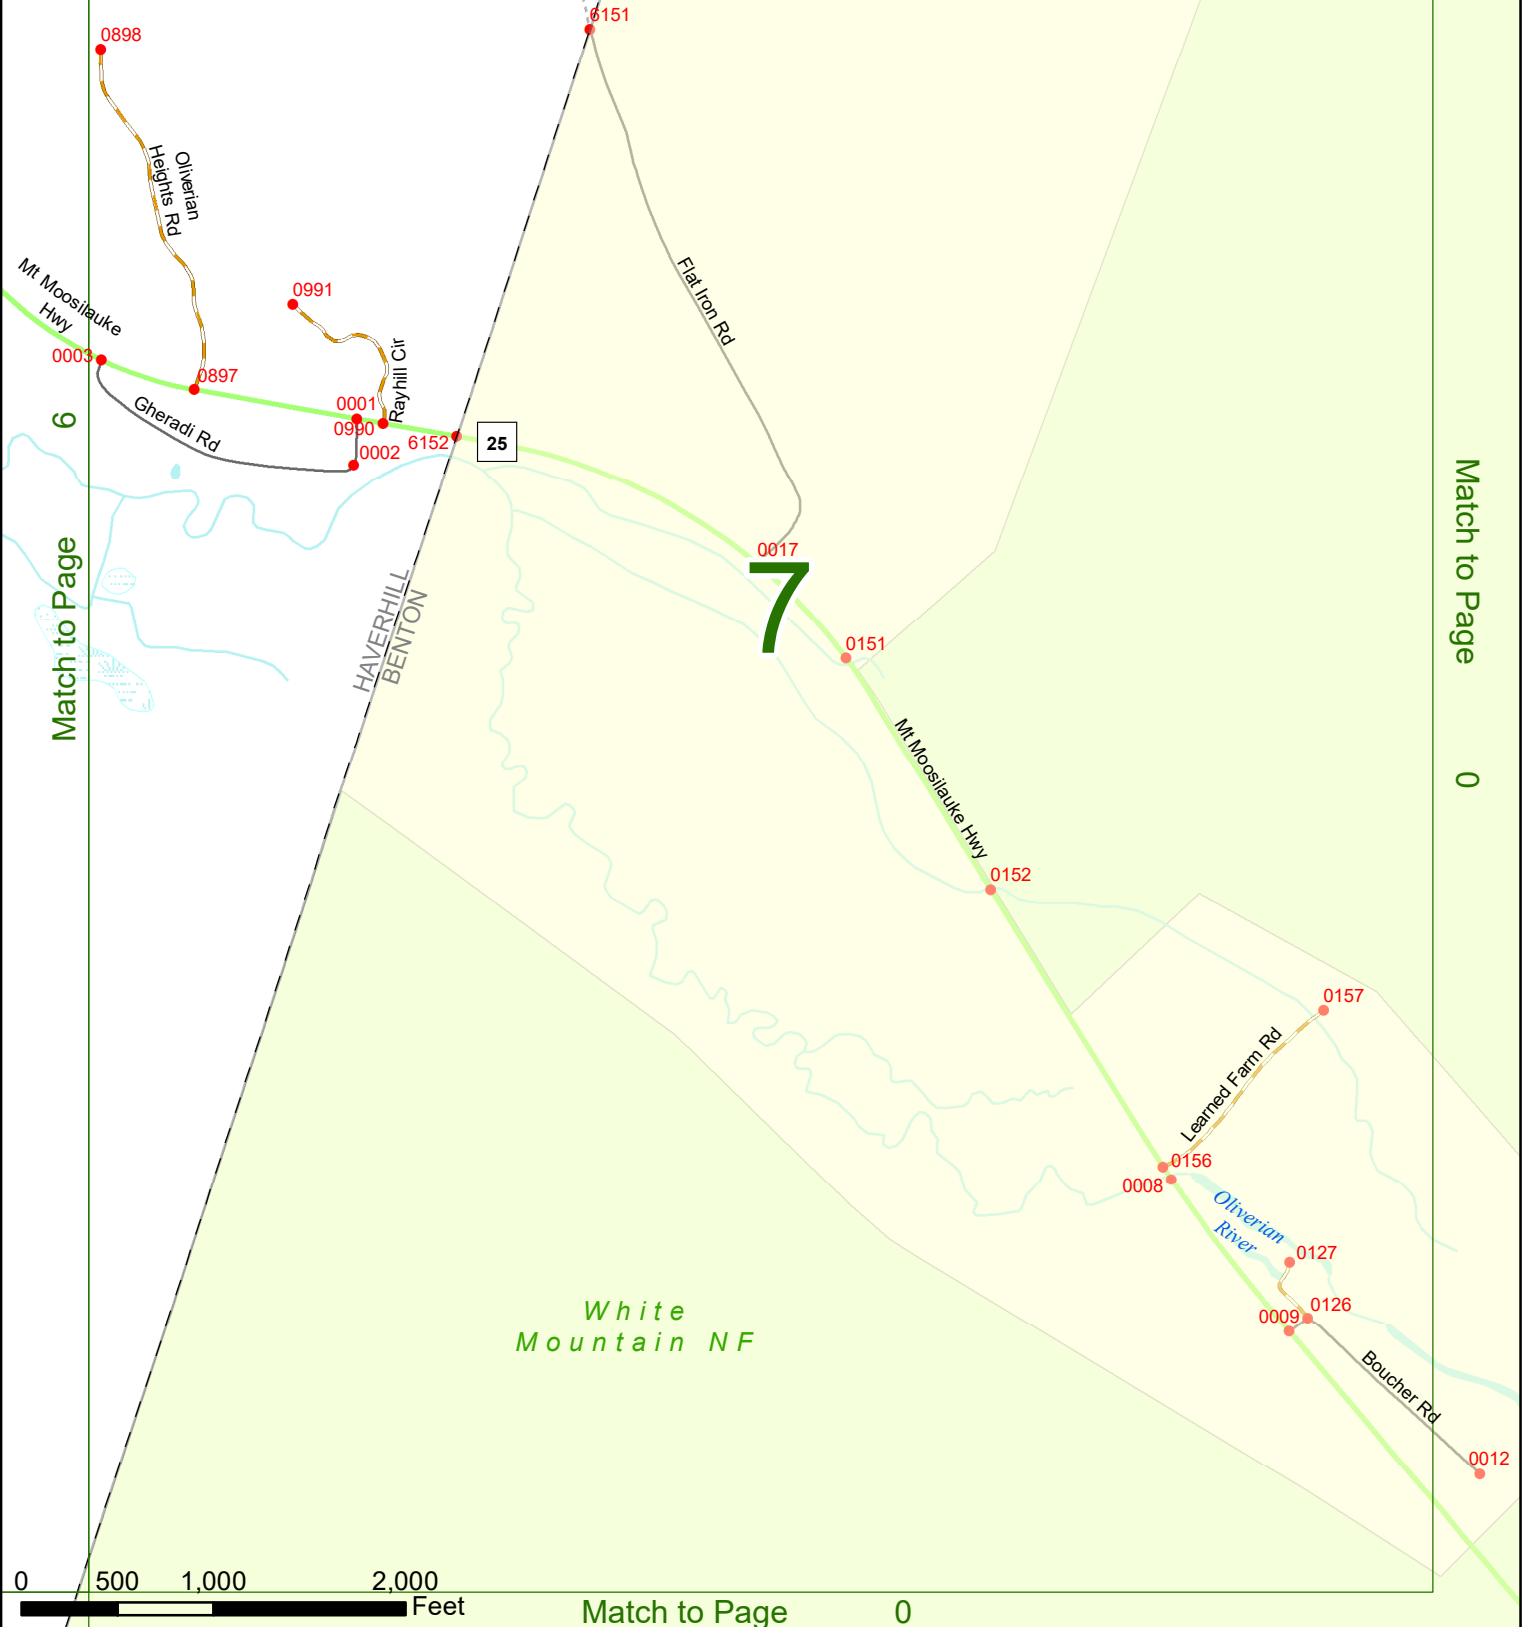 6151
0898
Oliverian
Heights Rd
Mt Moosilauke
Hwy
0991
Flat Iron Rd
0003
0897
Rayhill Cir
0001
0990
6152
25
Gheradi Rd
0002
Match to Page 6
HAVERHILL
BENTON
0017
7
0151
Match to Page 0
Mt Moosilauke Hwy
0152
0157
Learned Farm Rd
0156
0008
Oliverian
River
0127
0126
0009
White
Mountain NF
Boucher Rd
0012
0 500 1,000 2,000
Feet
Match to Page 0